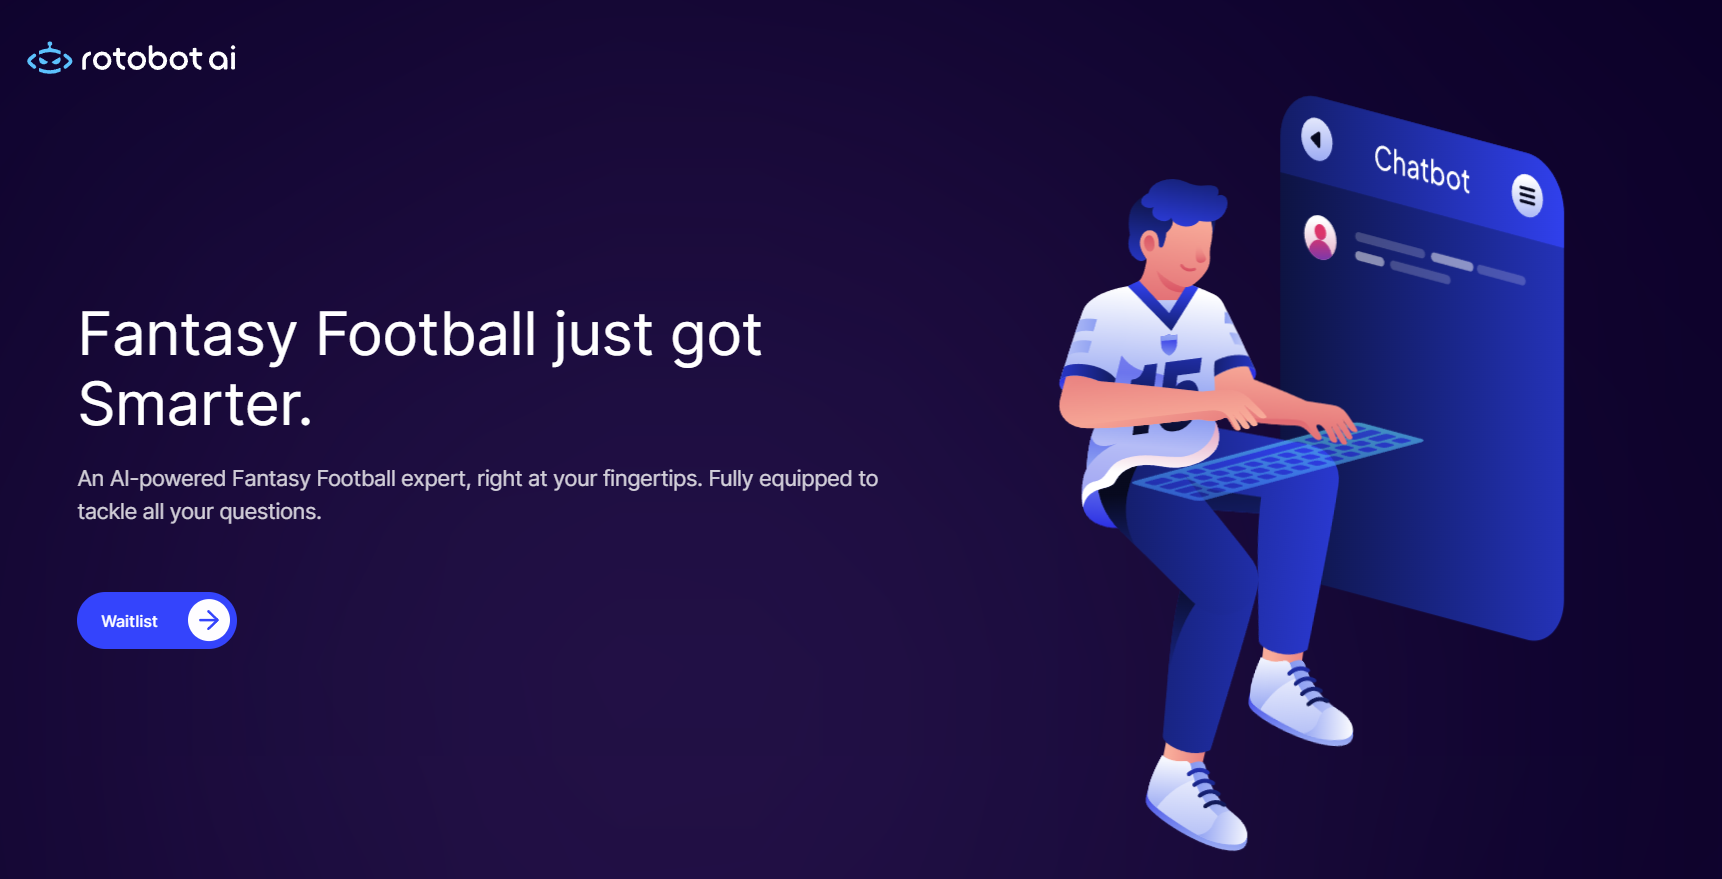 rotobot ai
Chatbot
Fantasy Football just got
Smarter.
15
An AI-powered Fantasy Football expert, right at your fingertips. Fully equipped to
tackle all your questions.
Waitlist